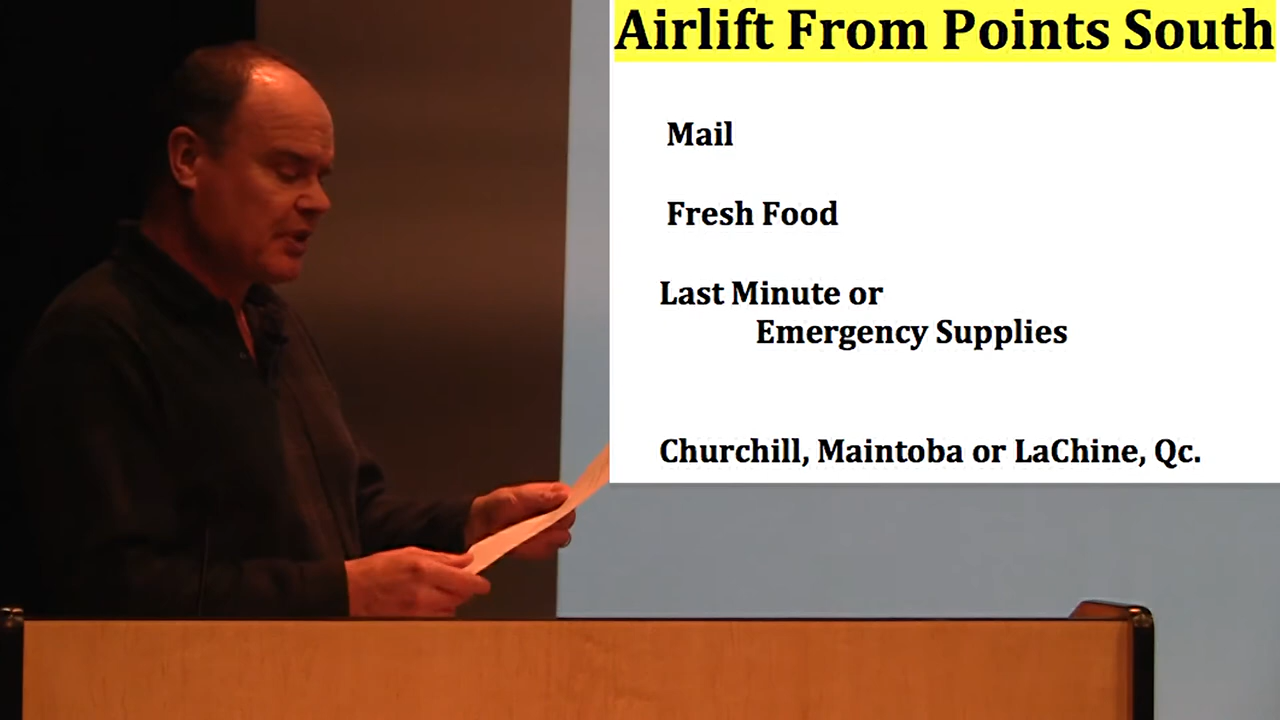 Airlift From Points South
Mail
Fresh Food
Last Minute or
Emergency Supplies
Churchill, Maintoba or LaChine, Qc.